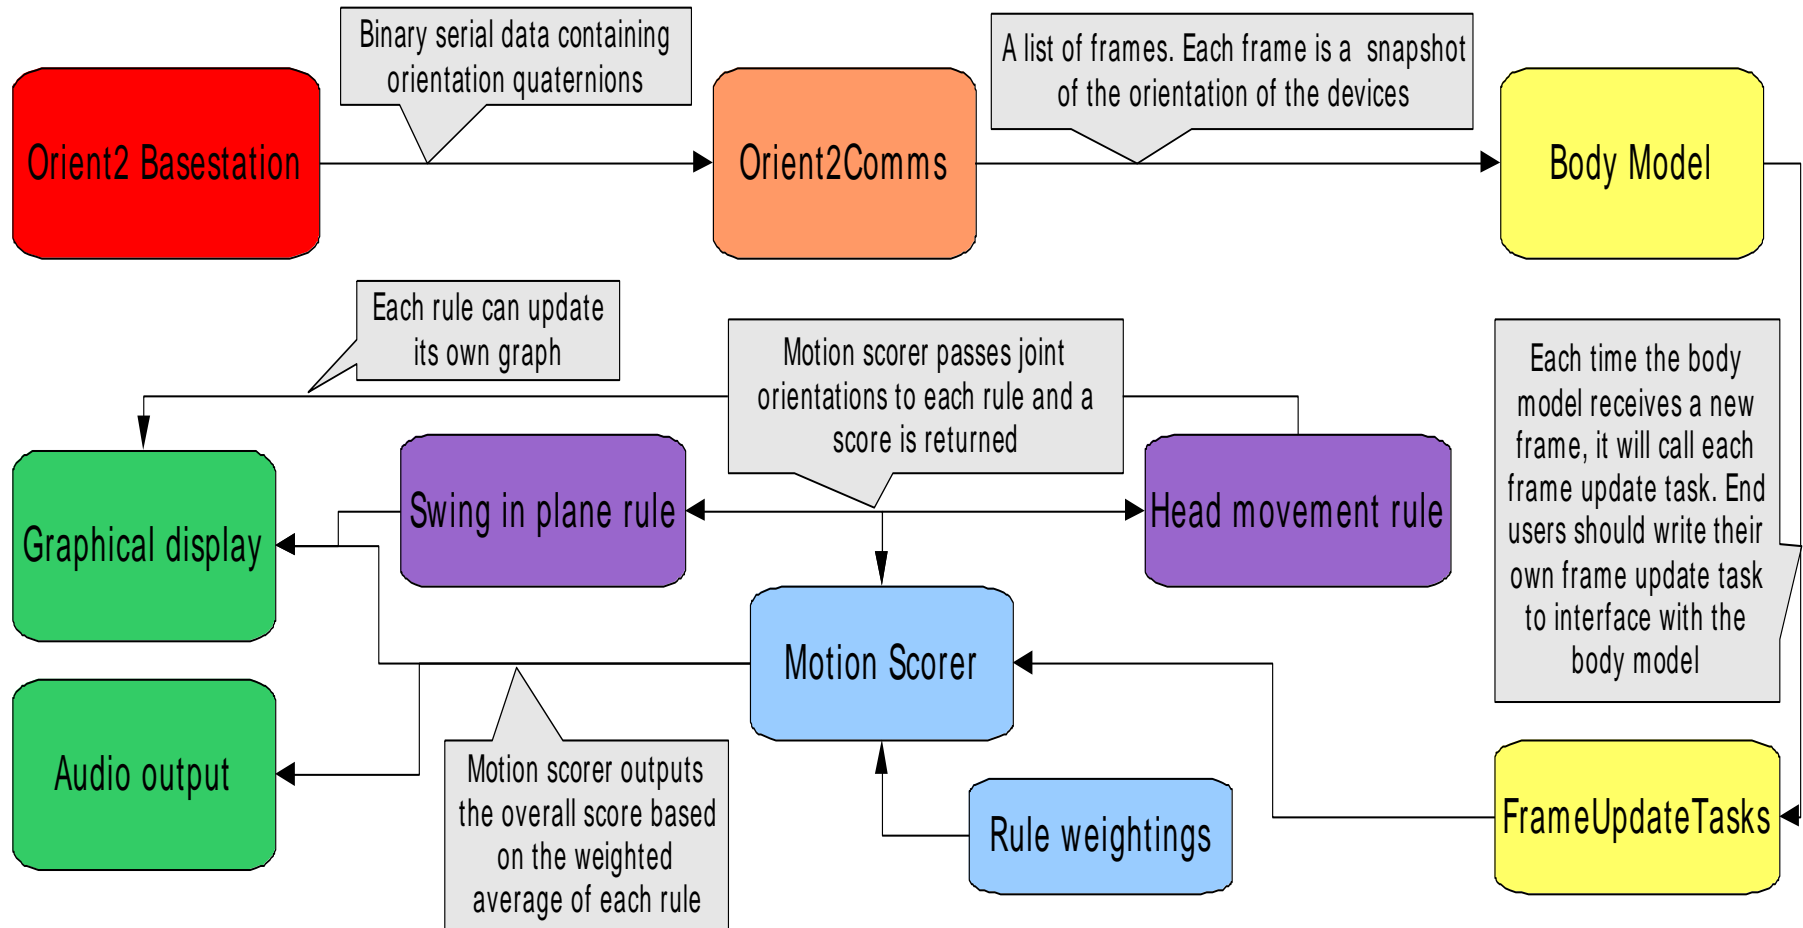 Binary serial data containing
orientation quaternions
A list of frames. Each frame is a snapshot
of the orientation of the devices
Orient2 Basestation
Orient2Comms
Body Model
Each rule can update
its own graph
Motion scorer passes joint
orientations to each rule and a
score is returned
Each time the body
model receives a new
frame, it will call each
frame update task. End
users should write their
own frame update task
to interface with the
body model
Graphical display
Swing in plane rule
Head movement rule
Motion Scorer
Audio output
Motion scorer outputs
the overall score based
on the weighted
average of each rule
Rule weightings
FrameUpdateTasks